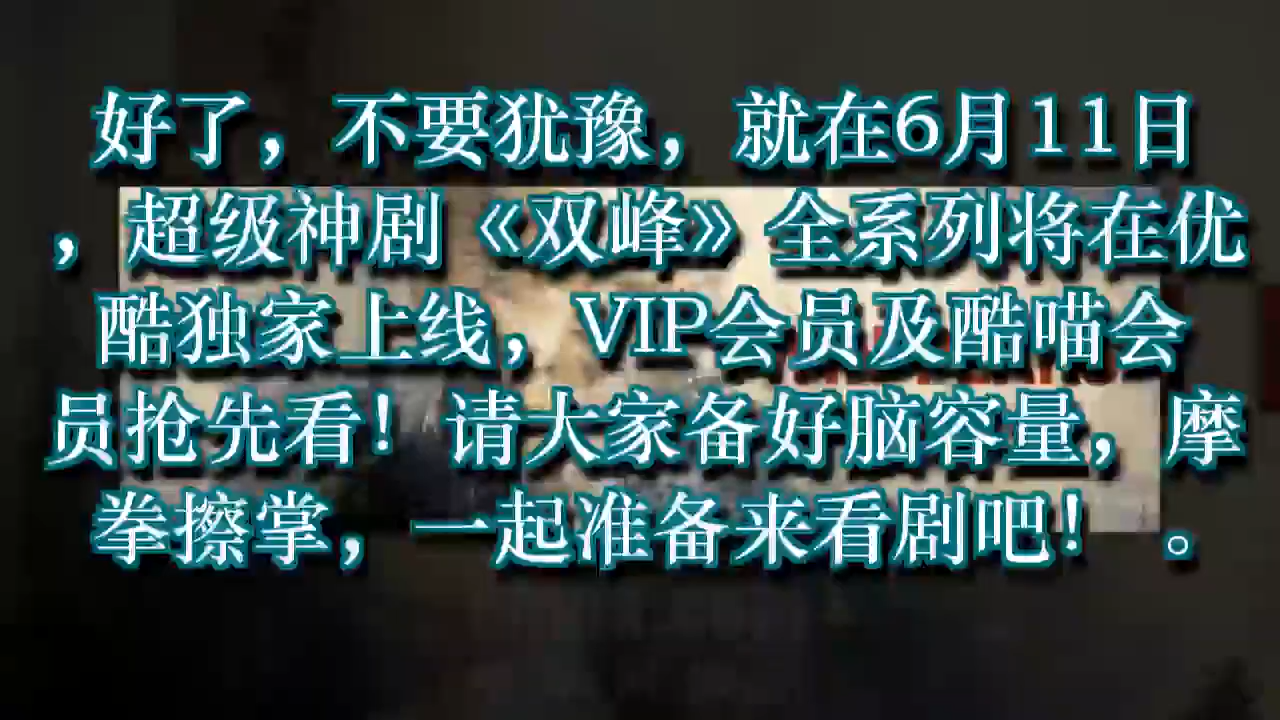 好了，不要犹豫，就在6月11日
，超级神剧《双峰》全系列将在优
酷独家上线，VIP会员及酷喵会
员抢先看！请大家备好脑容量，摩
拳擦掌，一起准备来看剧吧！ 。